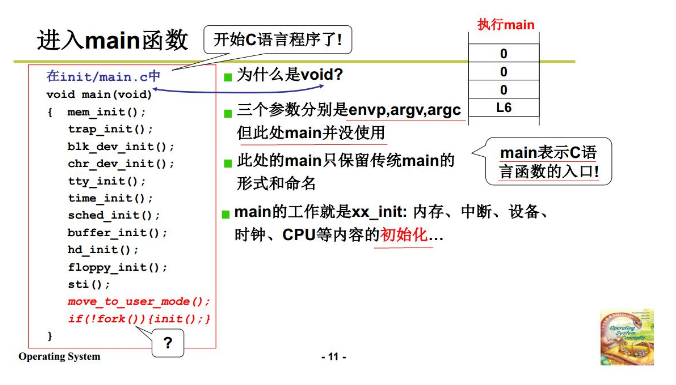 进入main函数
开始C语言程序了!
执行main
0
0
0
L6
在init/main.c中
void main(void)
{ mem_init();
trap_init();
blk_dev_init();
chr_dev_init();
tty_init();
time_init();
sched_init();
buffer_init();
hd_init();
floppy_init();
sti();
move_to_user_mode();
if(!fork()){init();}
}
?
为什么是void?
三个参数分别是envp,argv,argc
但此处main并没使用
此处的main只保留传统main的
形式和命名
main的工作就是xx_init: 内存、中断、设备、
时钟、CPU等内容的初始化...
main表示C语
言函数的入口!
Operating System
- 11 -
Operating
System
Concepts